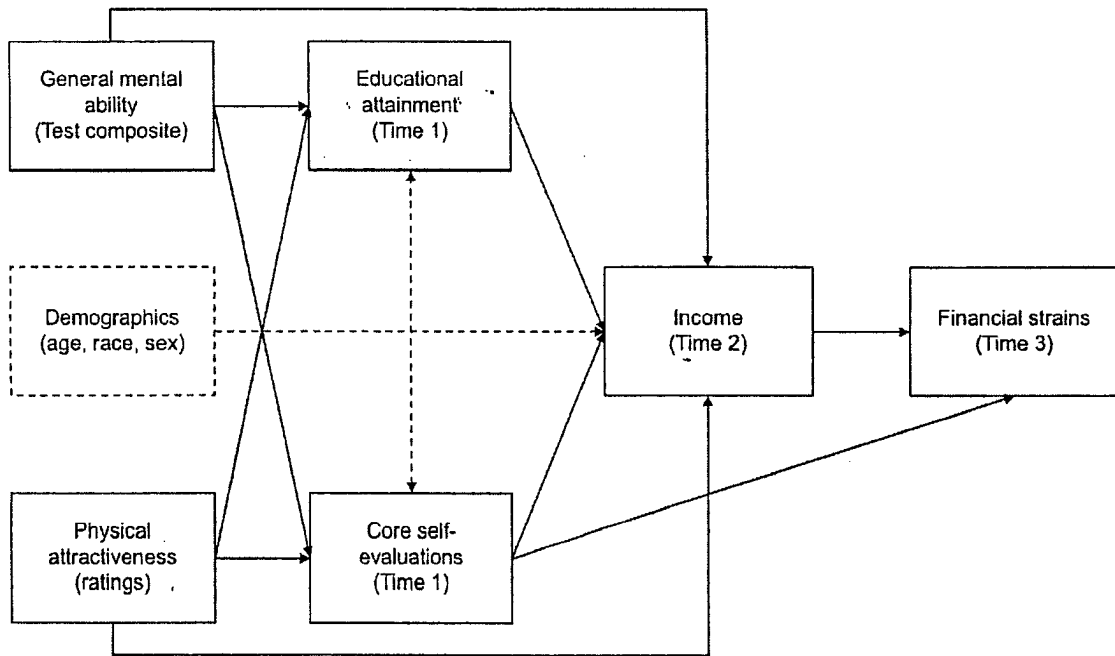 General mental
ability
(Test composite)
Educational
attainment
(Time 1)
Demographics
(age, race, sex)
Income
(Time 2)
Financial strains
(Time 3)
Physical
attractiveness
(ratings)
Core self-
evaluations
(Time 1)